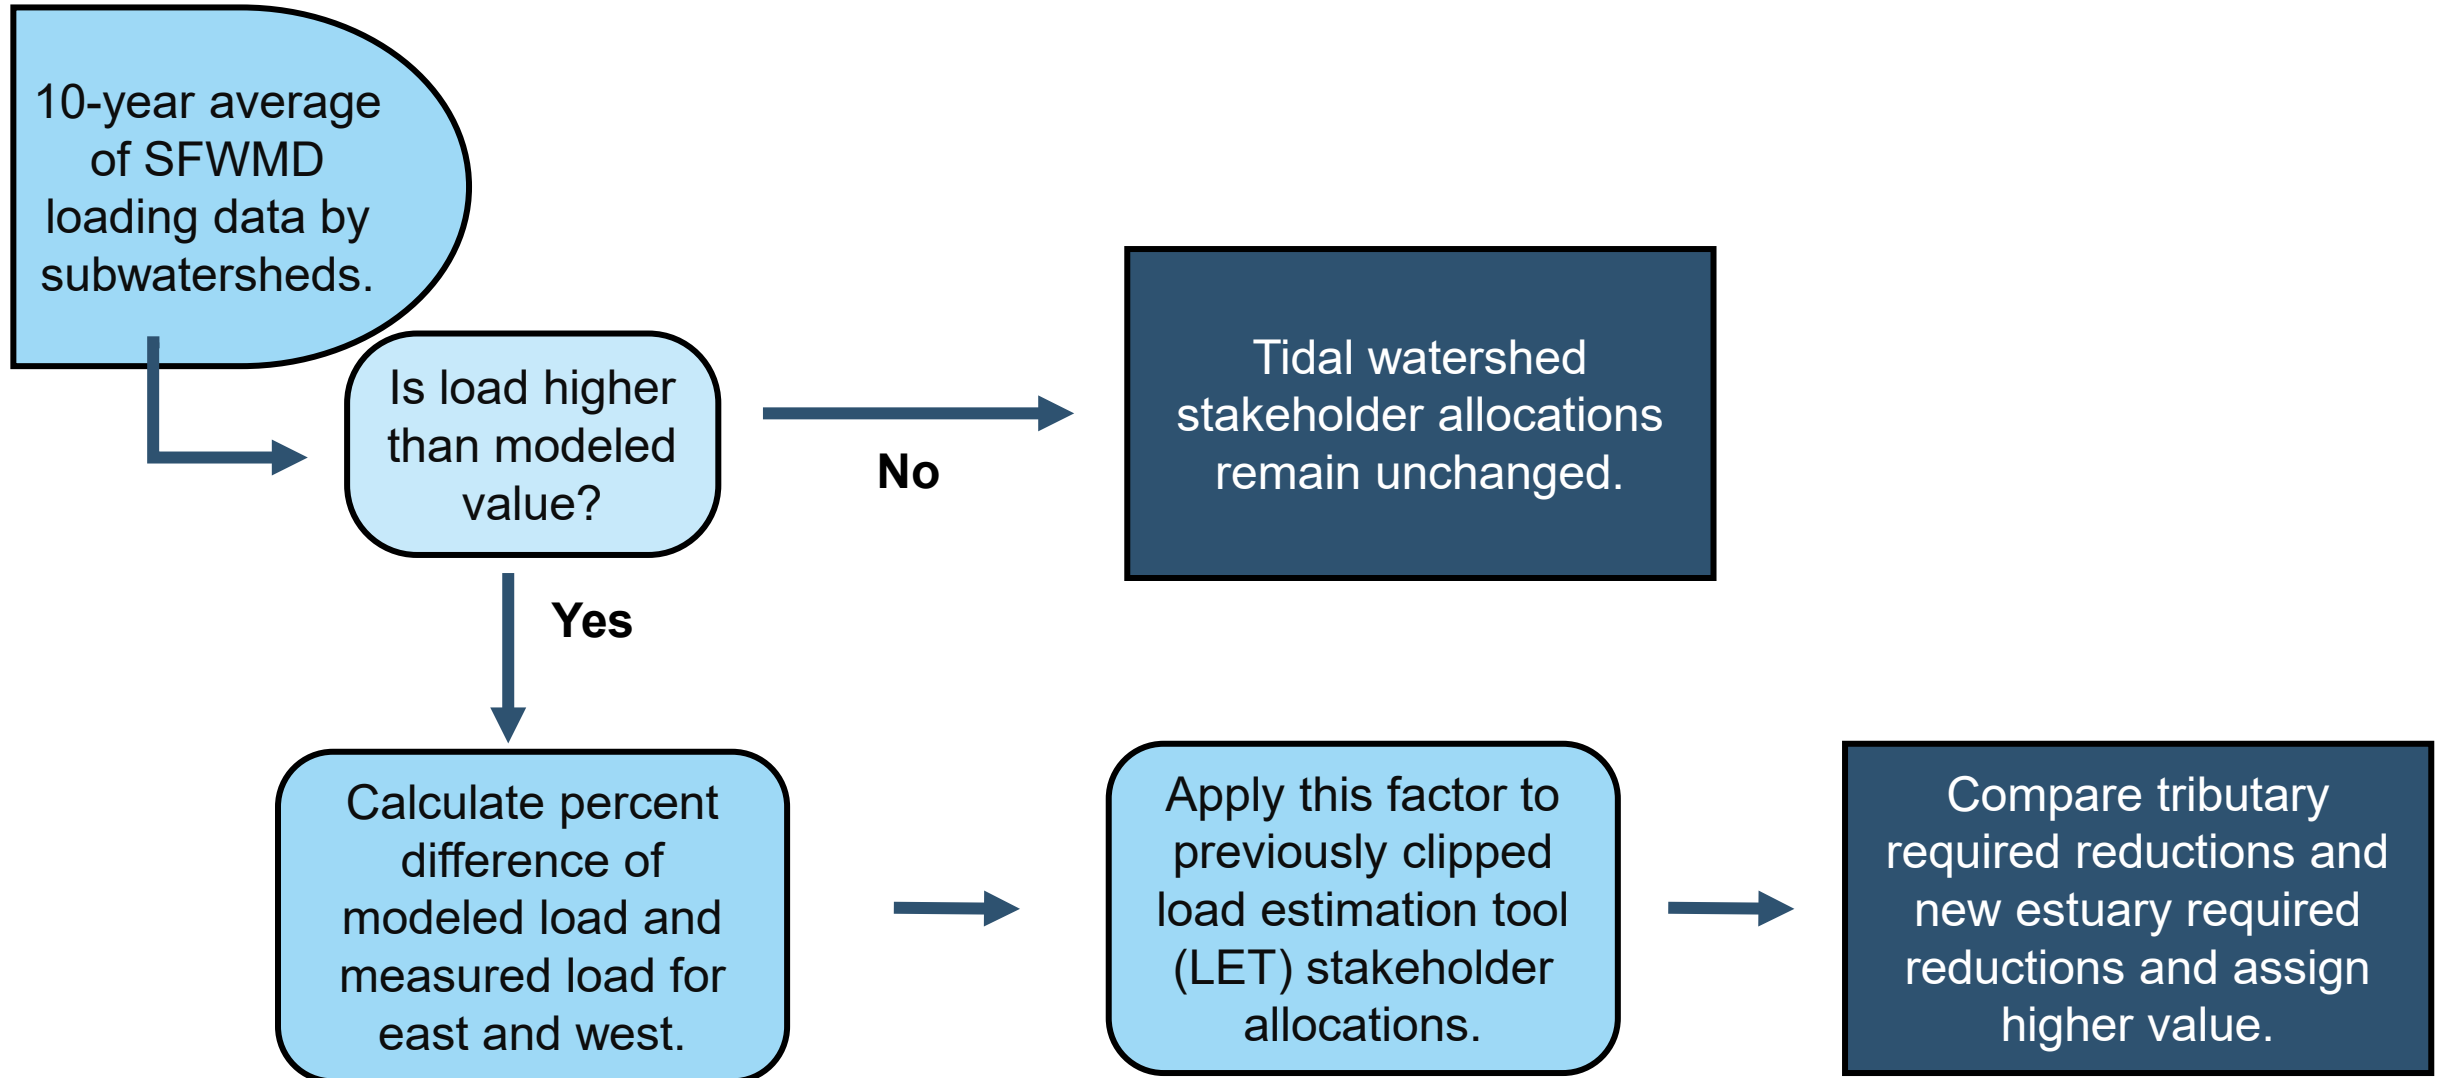 10-year average
of SFWMD
loading data by
subwatersheds.
Is load higher
than modeled
value?
No
Tidal watershed
stakeholder allocations
remain unchanged.
Yes
Calculate percent
difference of
modeled load and
measured load for
east and west.
Apply this factor to
previously clipped
load estimation tool
(LET) stakeholder
allocations.
Compare tributary
required reductions and
new estuary required
reductions and assign
higher value.